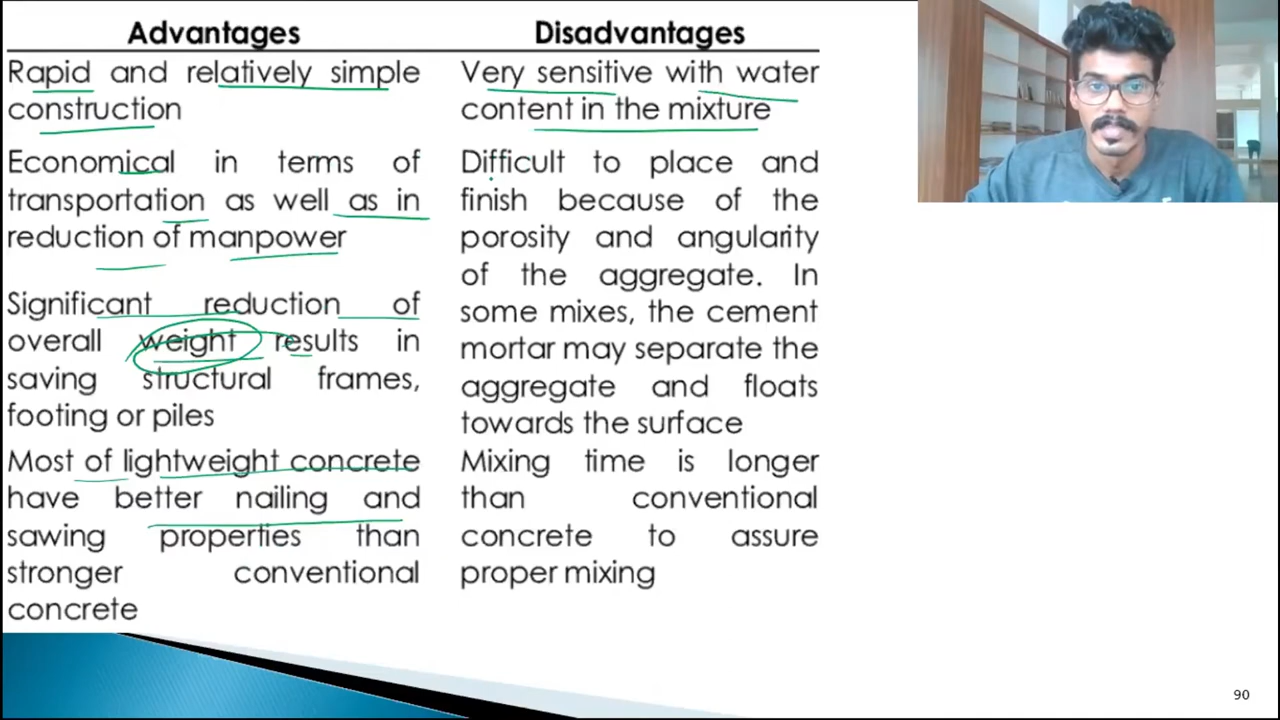 Advantages
Rapid and relatively simple
construction
Economical in terms of
transportation as well as in
reduction of manpower
Significant reduction of
overall weight results in
saving structural frames,
footing or piles
Most of lightweight concrete
have better nailing and
sawing properties than
stronger conventional
concrete
Disadvantages
Very sensitive with water
content in the mixture
Difficult to place and
finish because of the
porosity and angularity
of the aggregate. In
some mixes, the cement
mortar may separate the
aggregate and floats
towards the surface
Mixing time is longer
than conventional
concrete to assure
proper mixing
90